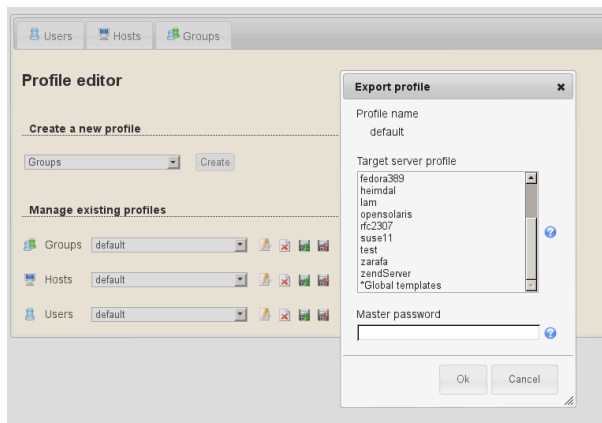 Users Hosts Groups
Profile editor
Create a new profile
Groups Create
Manage existing profiles
Groups default
Hosts default
Users default
Export profile
Profile name
default
Target server profile
fedora389
heimdal
lam
opensolaris
rfc2307
suse11
test
zarafa
zendServer
*Global templates
Master password
Ok Cancel